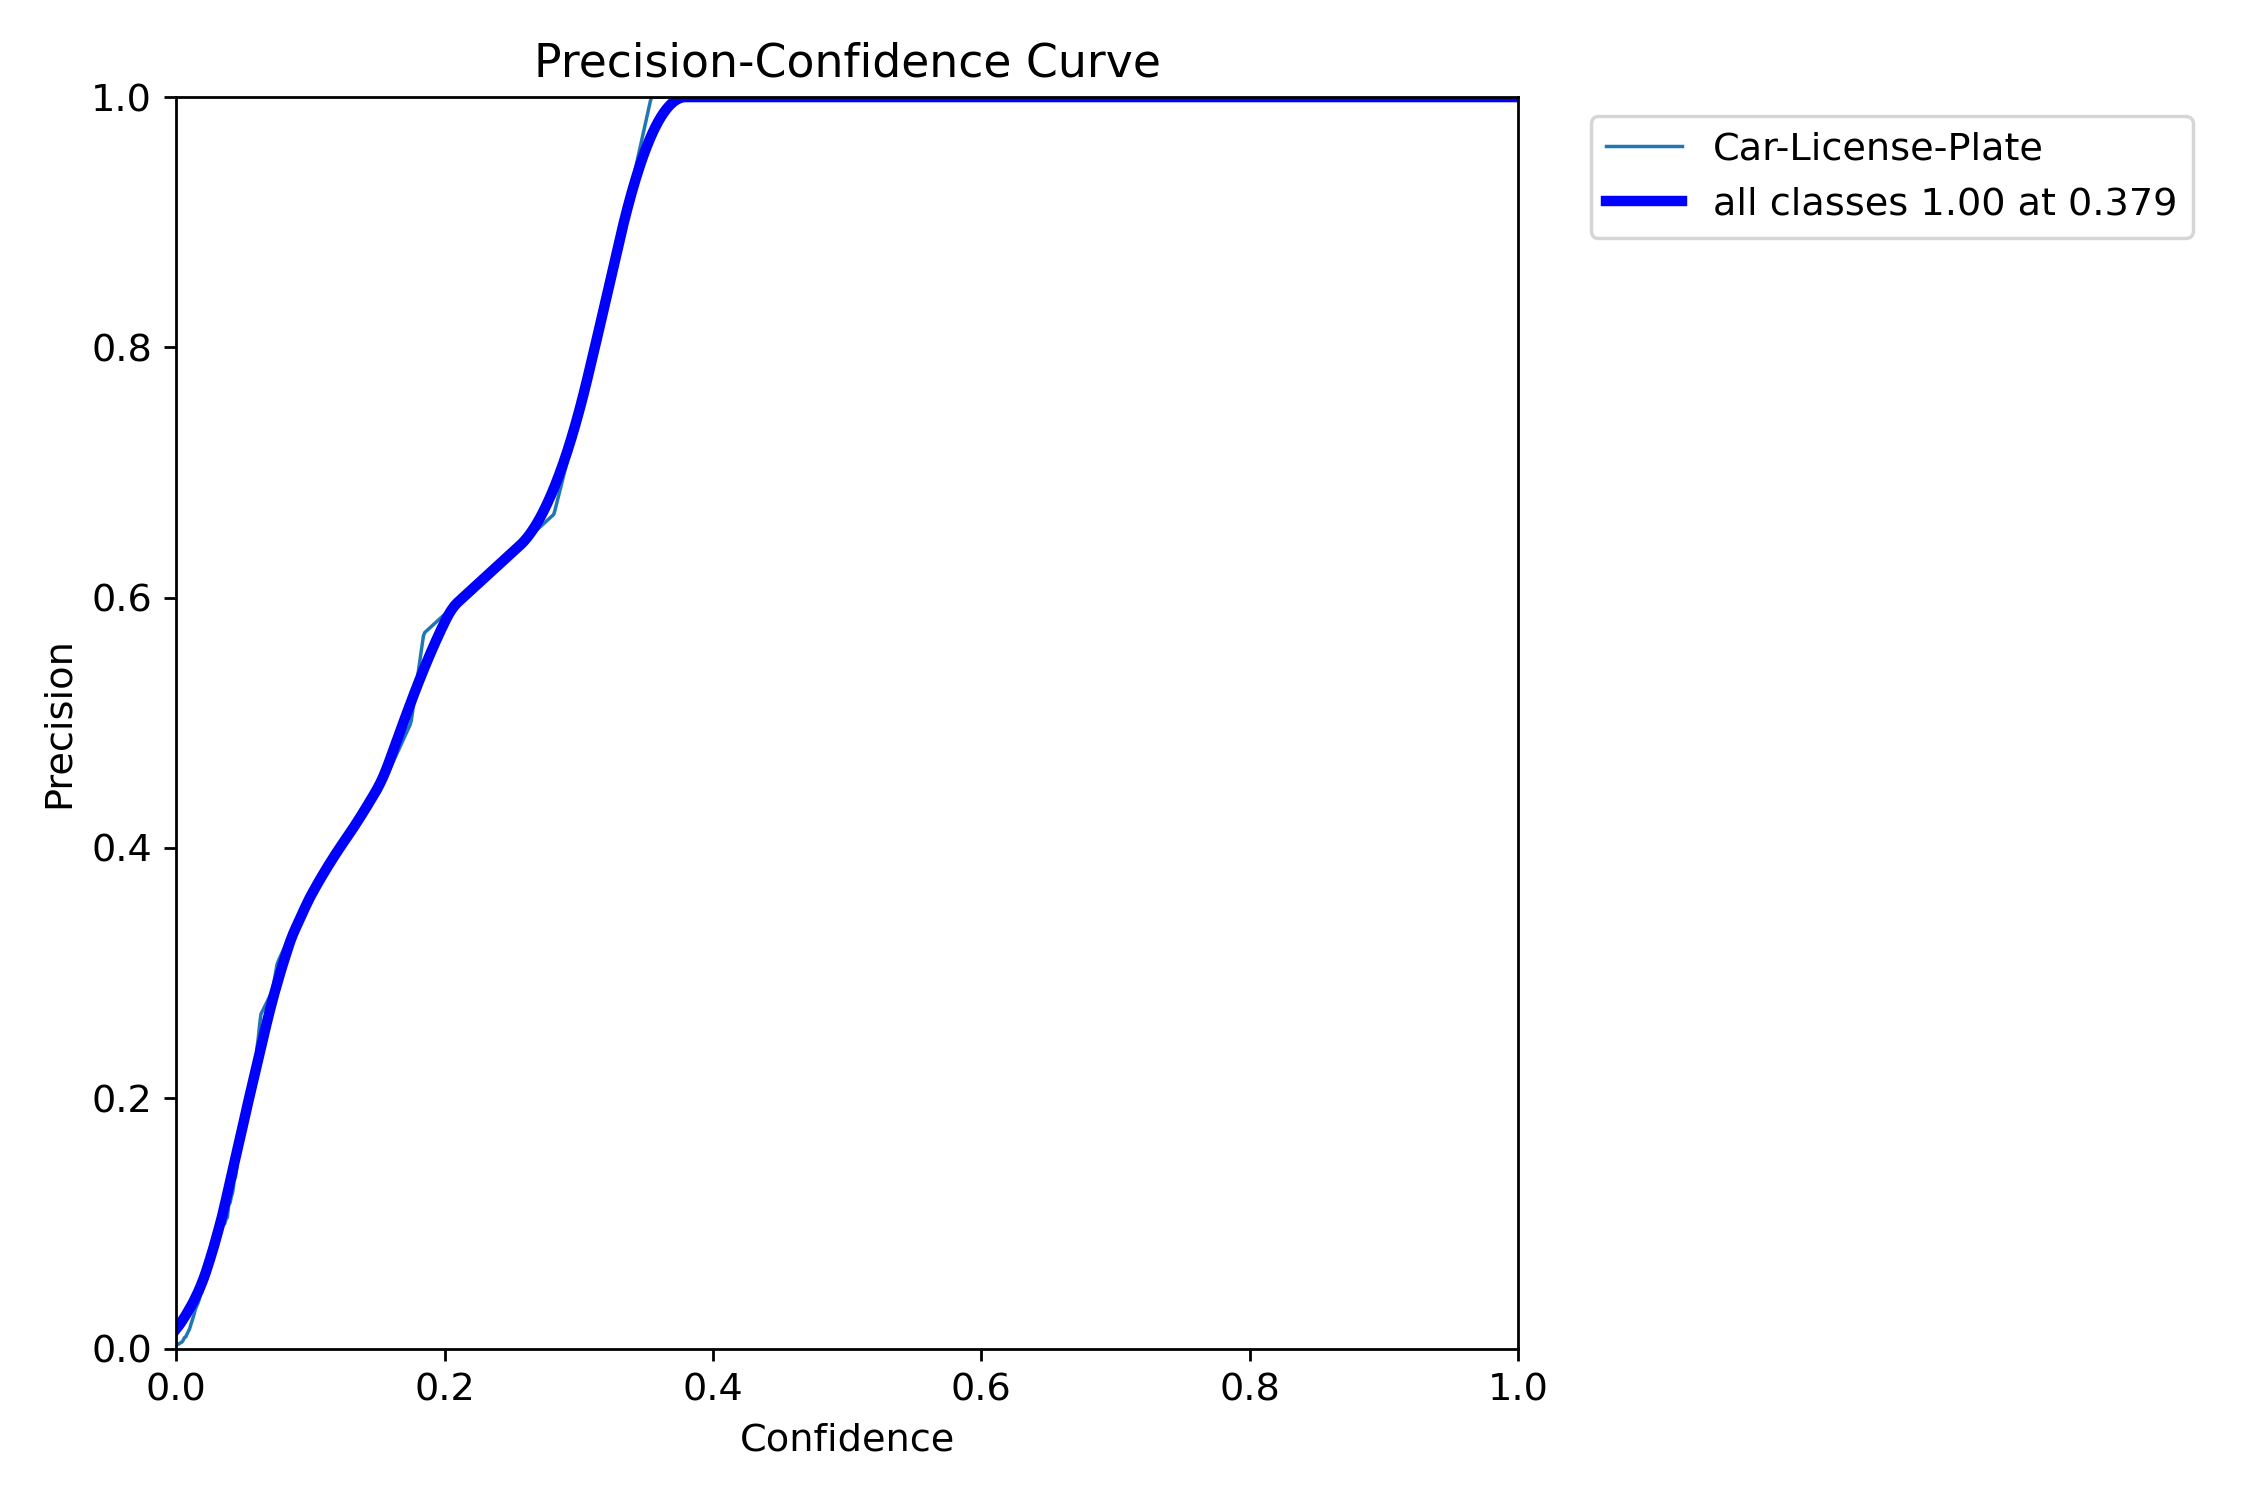 Precision-Confidence Curve
Car-License-Plate
all classes 1.00 at 0.379
1.0
0.8
0.6
0.4
0.2
0.0
Precision
0.0 0.2 0.4 0.6 0.8 1.0
Confidence